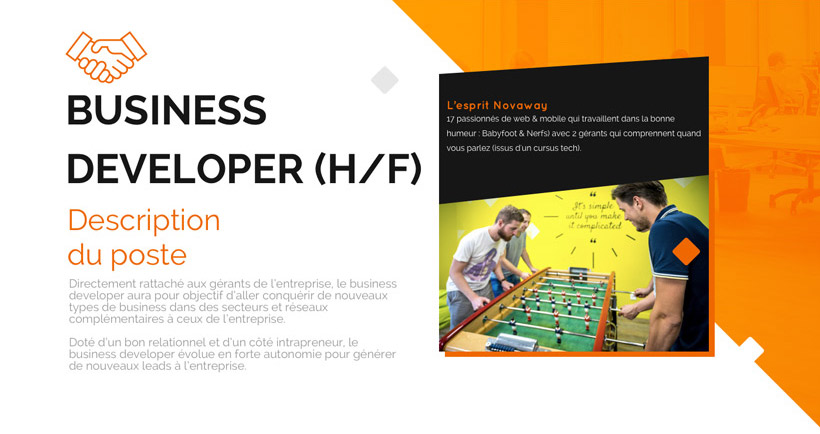 BUSINESS
DEVELOPER (H/F)
Description
du poste
Directement rattaché aux gérants de l'entreprise, le business
developer aura pour objectif d'aller conquérir de nouveaux
types de business dans des secteurs et réseaux
complémentaires à ceux de l'entreprise.
Doté d'un bon relationnel et d'un côté intrapreneur, le
business developer évolue en forte autonomie pour générer
de nouveaux leads à l'entreprise.
L'esprit Novaway
17 passionnés de web & mobile qui travaillent dans la bonne
humeur : Babyfoot & Nerfs) avec 2 gérants qui comprennent quand
vous parlez (issus d'un cursus tech).
It's simple
until you make
it complicated